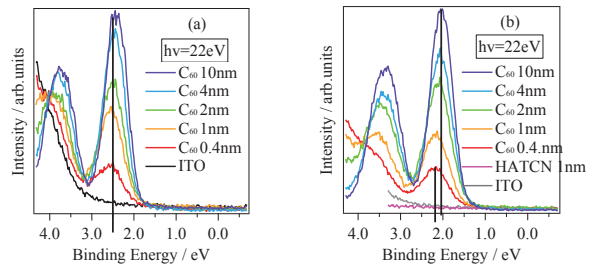 (a)
hν=22eV
C₆₀ 10nm
C₆₀ 4nm
C₆₀ 2nm
C₆₀ 1nm
C₆₀ 0.4nm
ITO
Intensity / arb.units
4.0 3.0 2.0 1.0 0.0
Binding Energy / eV
(b)
hν=22eV
C₆₀ 10nm
C₆₀ 4nm
C₆₀ 2nm
C₆₀ 1nm
C₆₀ 0.4.nm
HATCN 1nm
ITO
Intensity / arb.units
4.0 3.0 2.0 1.0 0.0
Binding Energy / eV